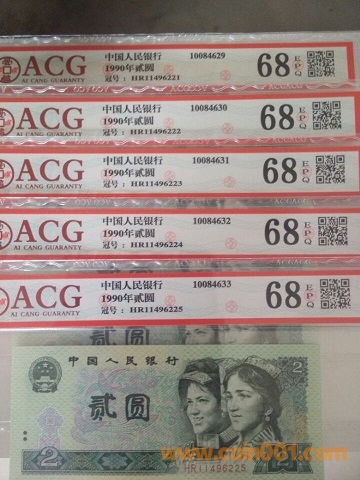 ACG
AI CANG GUARANTY
中国人民银行
1990年贰圆
冠号：HR11496221
10084629
68
EPQ
ACG
AI CANG GUARANTY
中国人民银行
1990年贰圆
冠号：HR11496222
10084630
68
EPQ
ACG
AI CANG GUARANTY
中国人民银行
1990年贰圆
冠号：HR11496223
10084631
68
EPQ
ACG
AI CANG GUARANTY
中国人民银行
1990年贰圆
冠号：HR11496224
10084632
68
EPQ
ACG
AI CANG GUARANTY
中国人民银行
1990年贰圆
冠号：HR11496225
10084633
68
EPQ
中国人民银行
2
贰圆
2
HR11496225
www.coin001.com